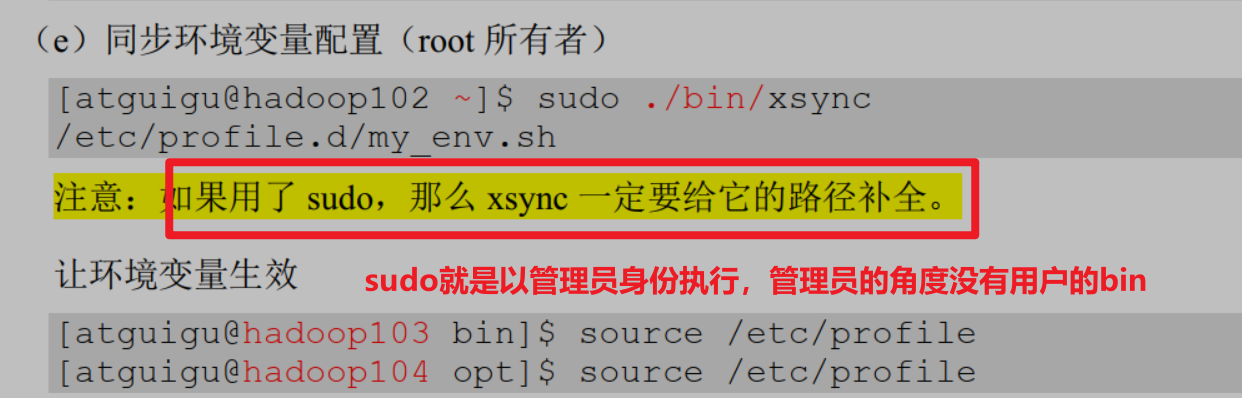 （e）同步环境变量配置（root 所有者）
[atguigu@hadoop102 ~]$ sudo ./bin/xsync
/etc/profile.d/my_env.sh
注意：如果用了 sudo，那么 xsync 一定要给它的路径补全。
让环境变量生效
sudo就是以管理员身份执行，管理员的角度没有用户的bin
[atguigu@hadoop103 bin]$ source /etc/profile
[atguigu@hadoop104 opt]$ source /etc/profile